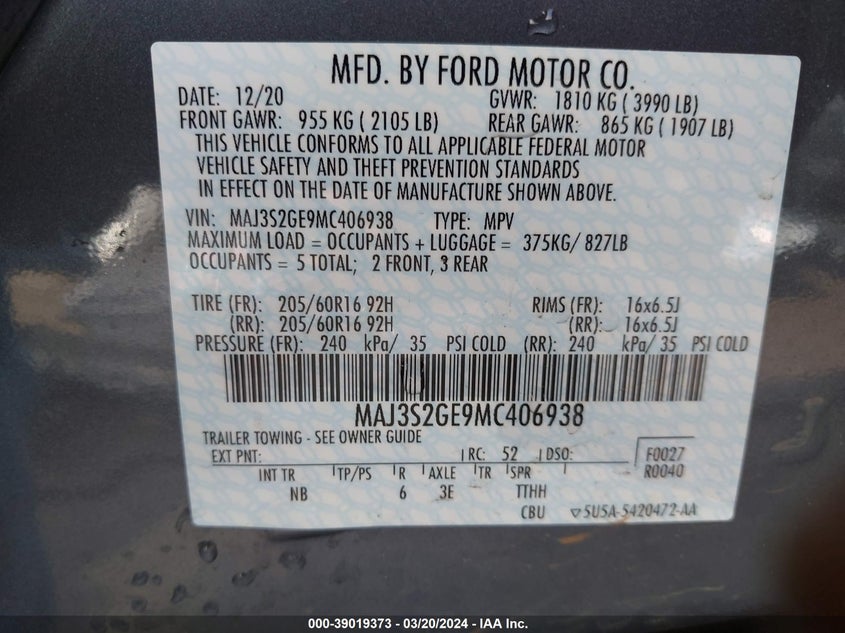 MFD. BY FORD MOTOR CO.
DATE: 12/20 GVWR: 1810 KG ( 3990 LB)
FRONT GAWR: 955 KG ( 2105 LB) REAR GAWR: 865 KG ( 1907 LB)
THIS VEHICLE CONFORMS TO ALL APPLICABLE FEDERAL MOTOR
VEHICLE SAFETY AND THEFT PREVENTION STANDARDS
IN EFFECT ON THE DATE OF MANUFACTURE SHOWN ABOVE.
VIN: MAJ3S2GE9MC406938 TYPE: MPV
MAXIMUM LOAD = OCCUPANTS + LUGGAGE = 375KG/ 827LB
OCCUPANTS = 5 TOTAL; 2 FRONT, 3 REAR
TIRE (FR): 205/60R16 92H RIMS (FR): 16x6.5J
(RR): 205/60R16 92H (RR): 16x6.5J
PRESSURE (FR): 240 kPa/ 35 PSI COLD (RR): 240 kPa/ 35 PSI COLD
MAJ3S2GE9MC406938
TRAILER TOWING - SEE OWNER GUIDE
EXT PNT: RC: 52 DSO: F0027
INT TR TP/PS R AXLE TR SPR R0040
NB 6 3E TTHH
CBU ▽5U5A-5420472-AA
000-39019373 - 03/20/2024 - IAA Inc.